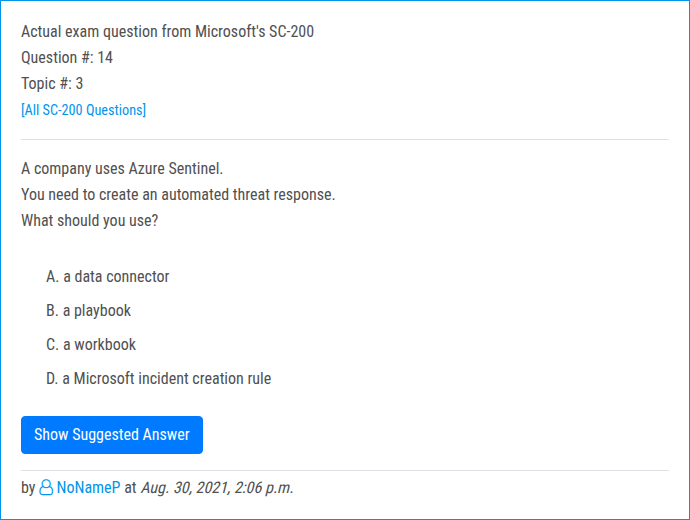 Actual exam question from Microsoft's SC-200
Question #: 14
Topic #: 3
[All SC-200 Questions]
A company uses Azure Sentinel.
You need to create an automated threat response.
What should you use?
A. a data connector
B. a playbook
C. a workbook
D. a Microsoft incident creation rule
Show Suggested Answer
by NoNameP at Aug. 30, 2021, 2:06 p.m.